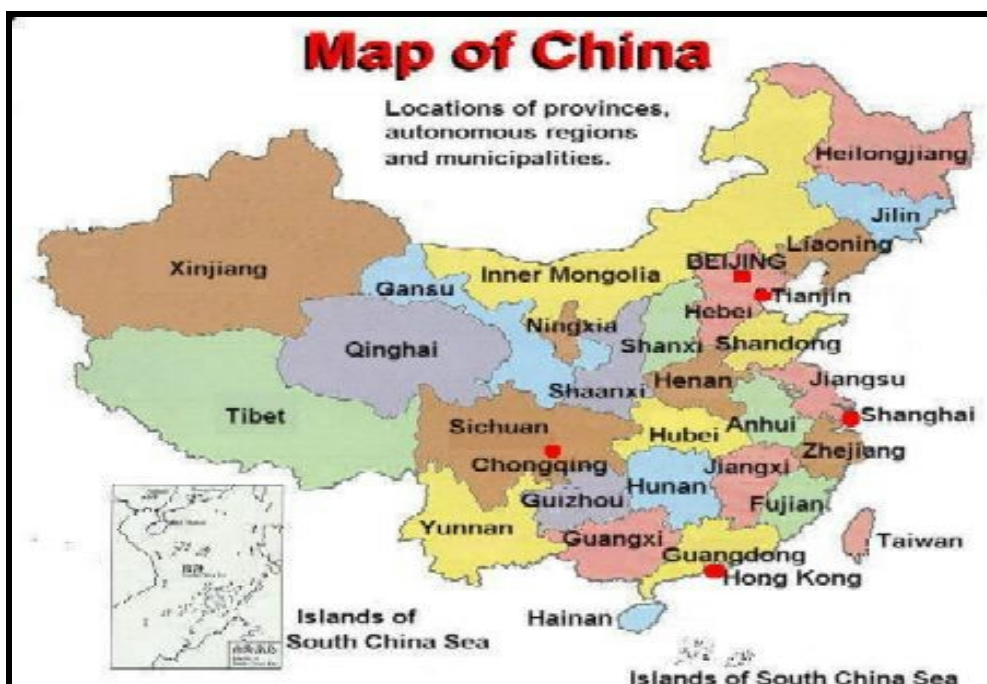 Map of China
Locations of provinces,
autonomous regions
and municipalities.
Heilongjiang
Jilin
Liaoning
Xinjiang
BEIJING
Inner Mongolia
Gansu
Tianjin
Hebei
Ningxia
Qinghai
Shanxi
Shandong
Henan
Jiangsu
Shaanxi
Tibet
Sichuan
Shanghai
Anhui
Hubei
Zhejiang
Chongqing
Jiangxi
Hunan
Guizhou
Fujian
Yunnan
Guangxi
Taiwan
Guangdong
Hong Kong
Hainan
Islands of
South China Sea
Islands of South China Sea